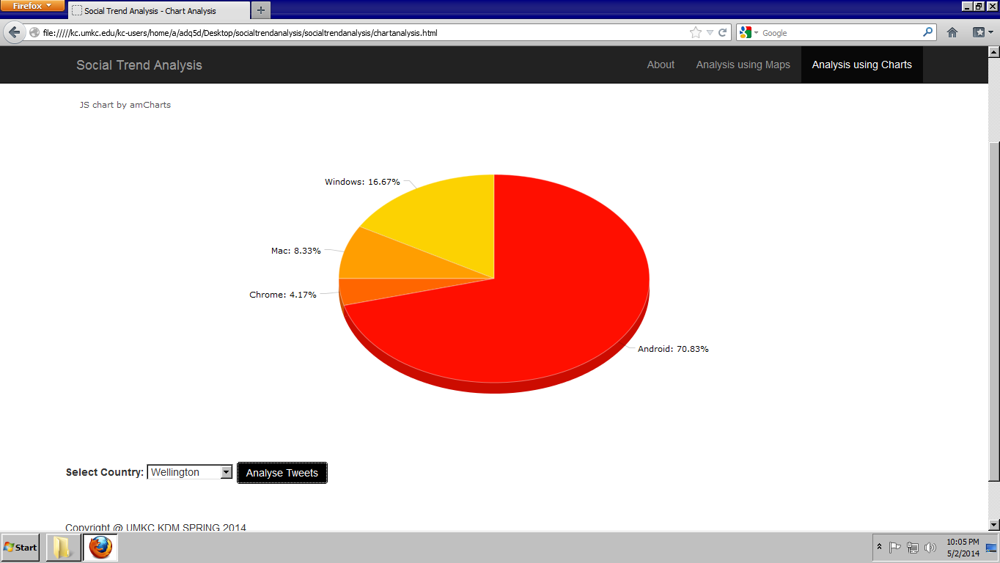 Firefox
Social Trend Analysis - Chart Analysis
file://///kc.umkc.edu/kc-users/home/a/adq5d/Desktop/socialtrendanalysis/socialtrendanalysis/chartanalysis.html
Google
Social Trend Analysis
About
Analysis using Maps
Analysis using Charts
JS chart by amCharts
Windows: 16.67%
Mac: 8.33%
Chrome: 4.17%
Android: 70.83%
Select Country: Wellington Analyse Tweets
Copyright @ UMKC KDM SPRING 2014
Start
10:05 PM
5/2/2014